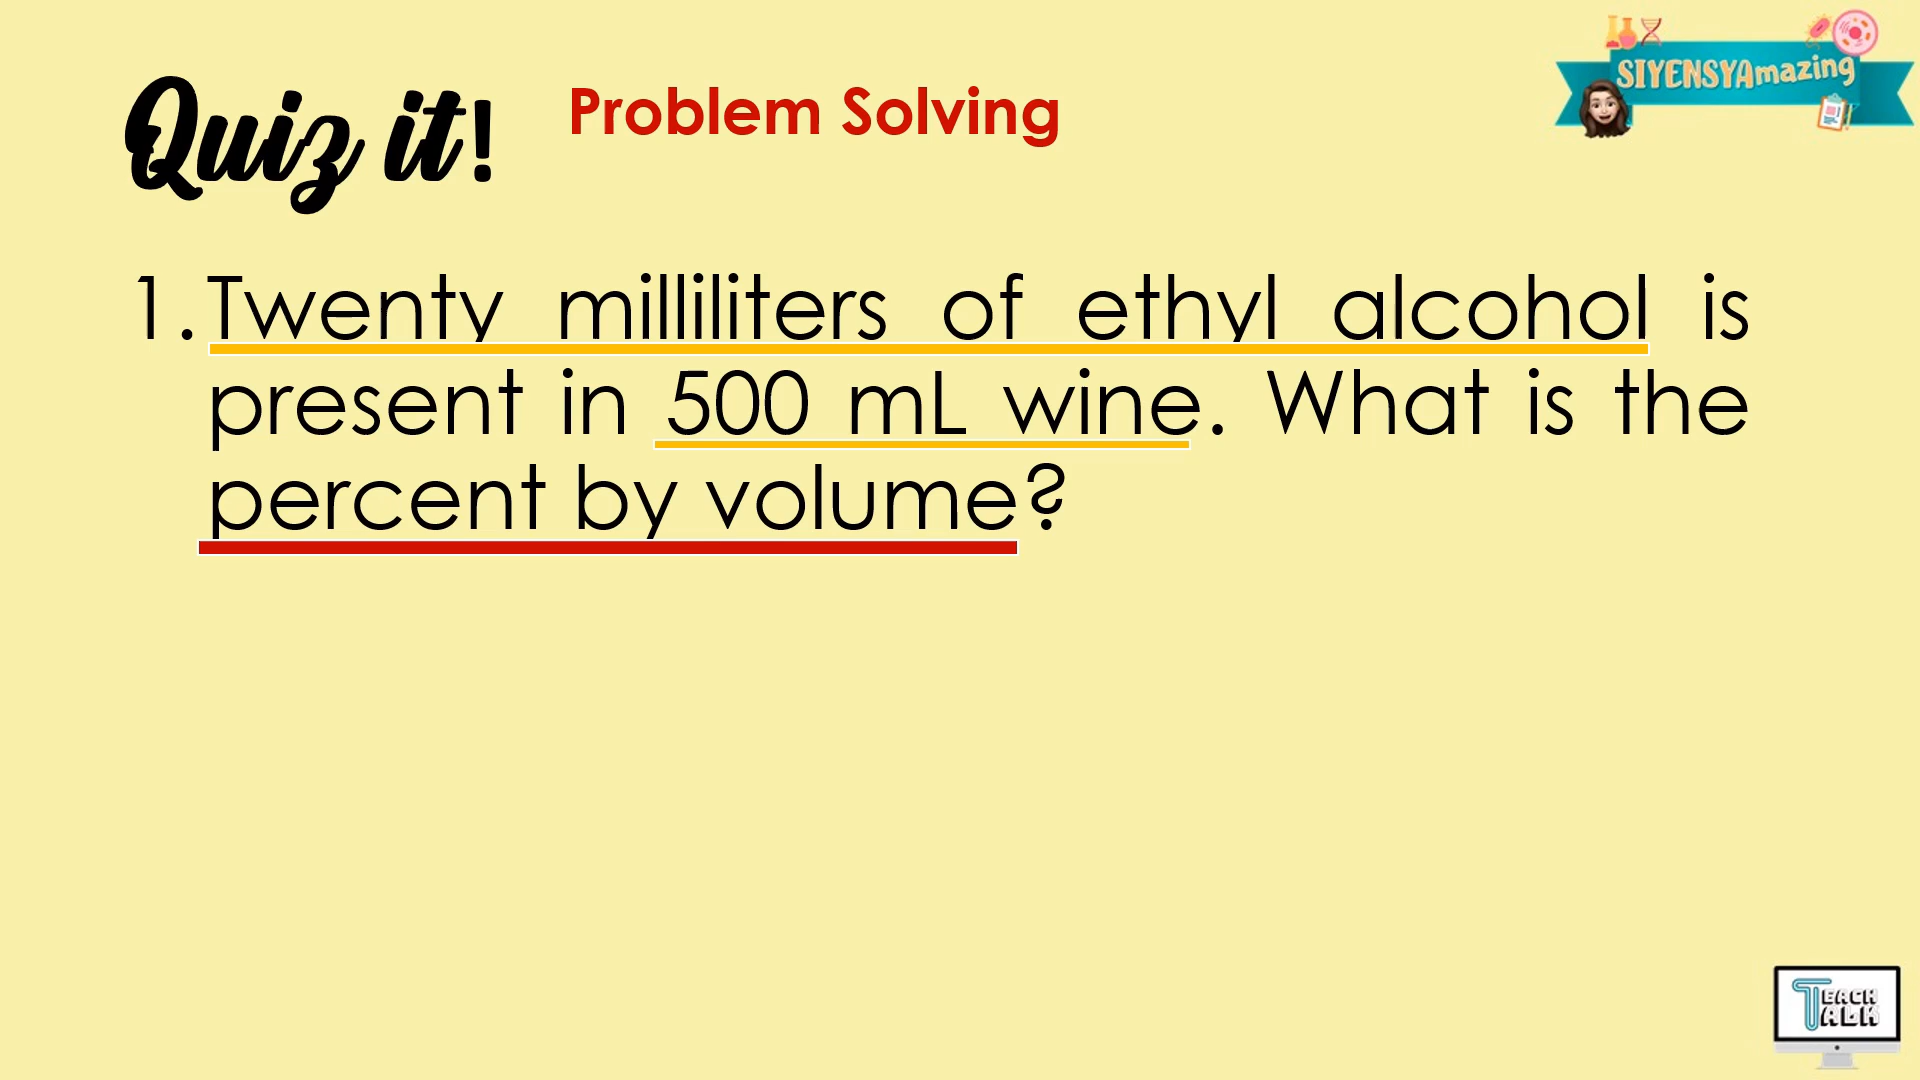 SIYENSYAmazing
Quiz it! Problem Solving
1. Twenty milliliters of ethyl alcohol is
present in 500 mL wine. What is the
percent by volume?
TEACH
TALK